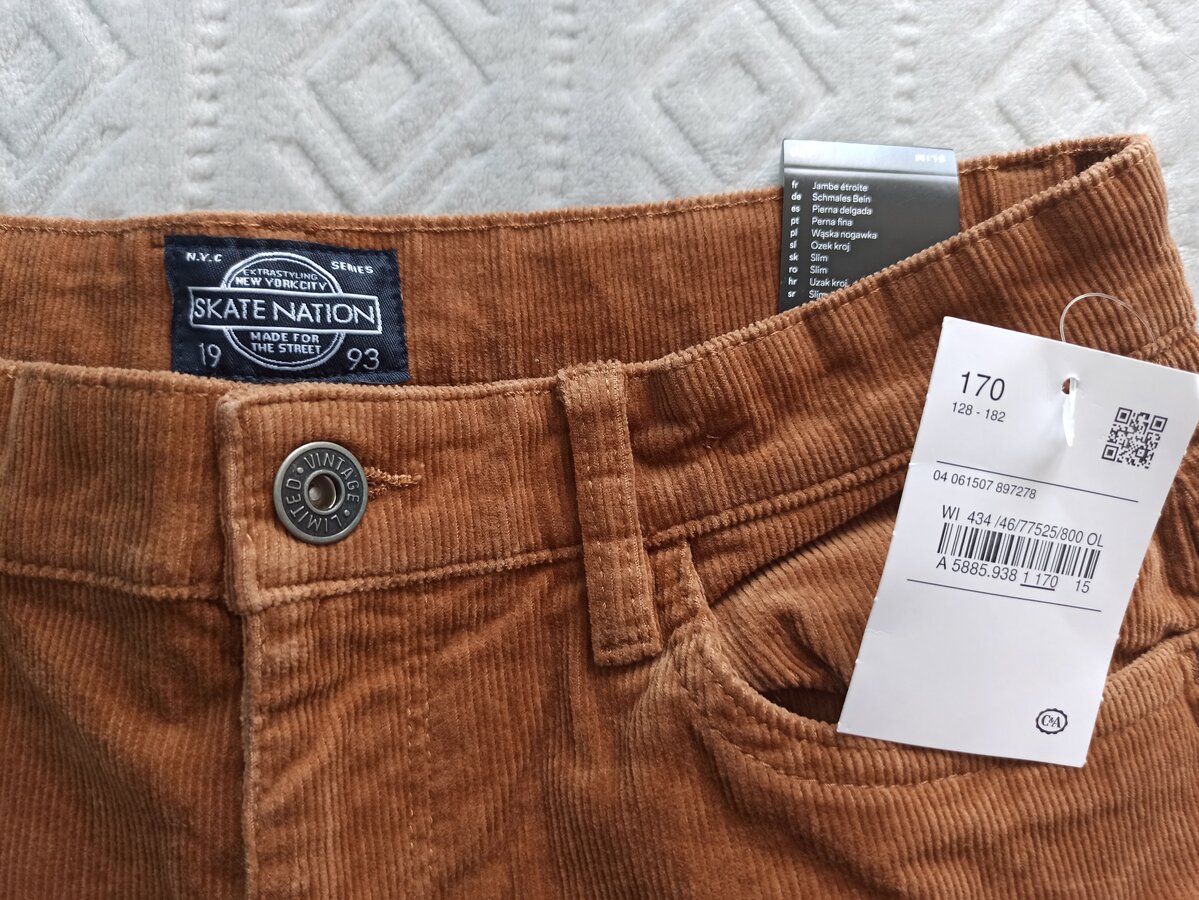 SLIM
fr Jambe étroite
de Schmales Bein
es Pierna delgada
pt Perna fina
pl Wąska nogawka
sl Ozek kroj
sk Slim
ro Slim
hr Uzak kroj
sr Slim
N.Y.C SERIES
EXTRASTYLING
NEW YORK CITY
SKATE NATION
MADE FOR
THE STREET
19 93
VINTAGE
LIMITED
170
128 - 182
04 061507 897278
WI 434 /46/77525/800 OL
A 5885.938 1 170 15
C&A